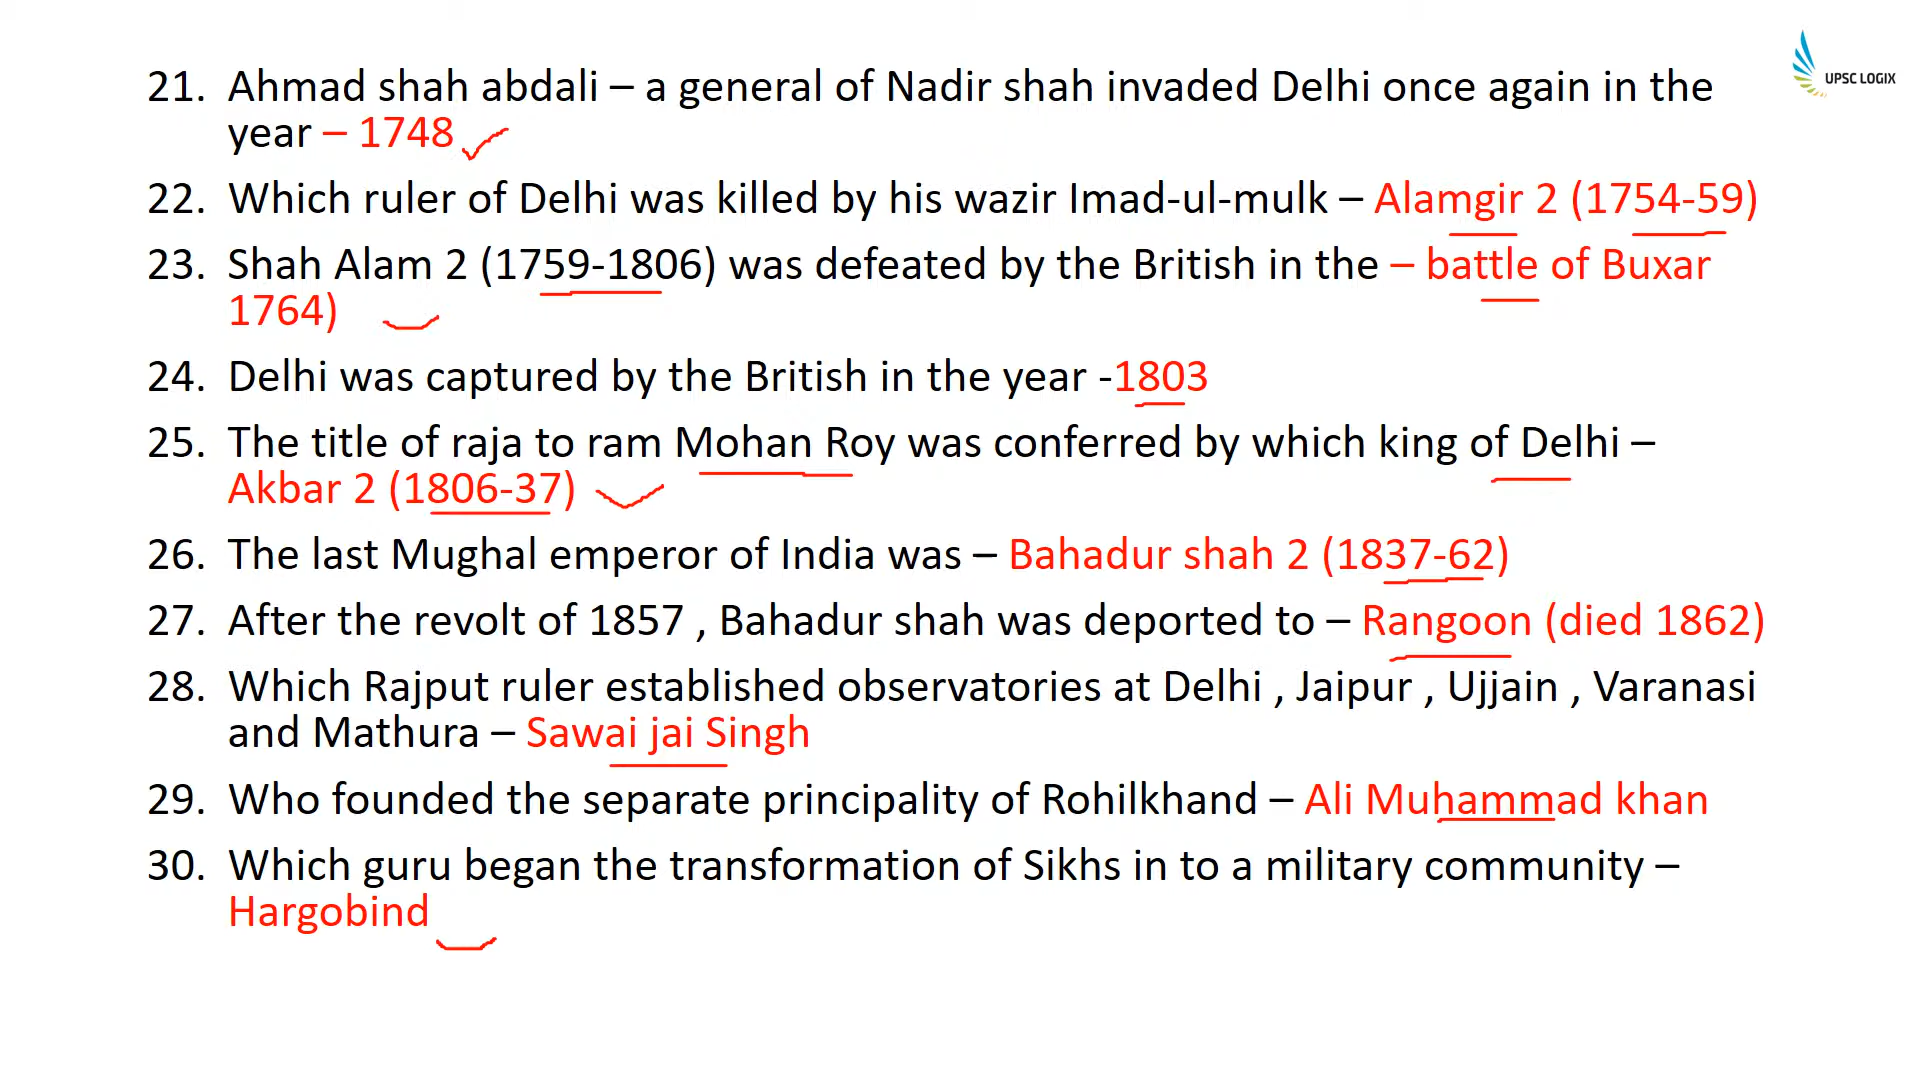 UPSC LOGIX
21. Ahmad shah abdali – a general of Nadir shah invaded Delhi once again in the
year – 1748
22. Which ruler of Delhi was killed by his wazir Imad-ul-mulk – Alamgir 2 (1754-59)
23. Shah Alam 2 (1759-1806) was defeated by the British in the – battle of Buxar
1764)
24. Delhi was captured by the British in the year -1803
25. The title of raja to ram Mohan Roy was conferred by which king of Delhi –
Akbar 2 (1806-37)
26. The last Mughal emperor of India was – Bahadur shah 2 (1837-62)
27. After the revolt of 1857 , Bahadur shah was deported to – Rangoon (died 1862)
28. Which Rajput ruler established observatories at Delhi , Jaipur , Ujjain , Varanasi
and Mathura – Sawai jai Singh
29. Who founded the separate principality of Rohilkhand – Ali Muhammad khan
30. Which guru began the transformation of Sikhs in to a military community –
Hargobind